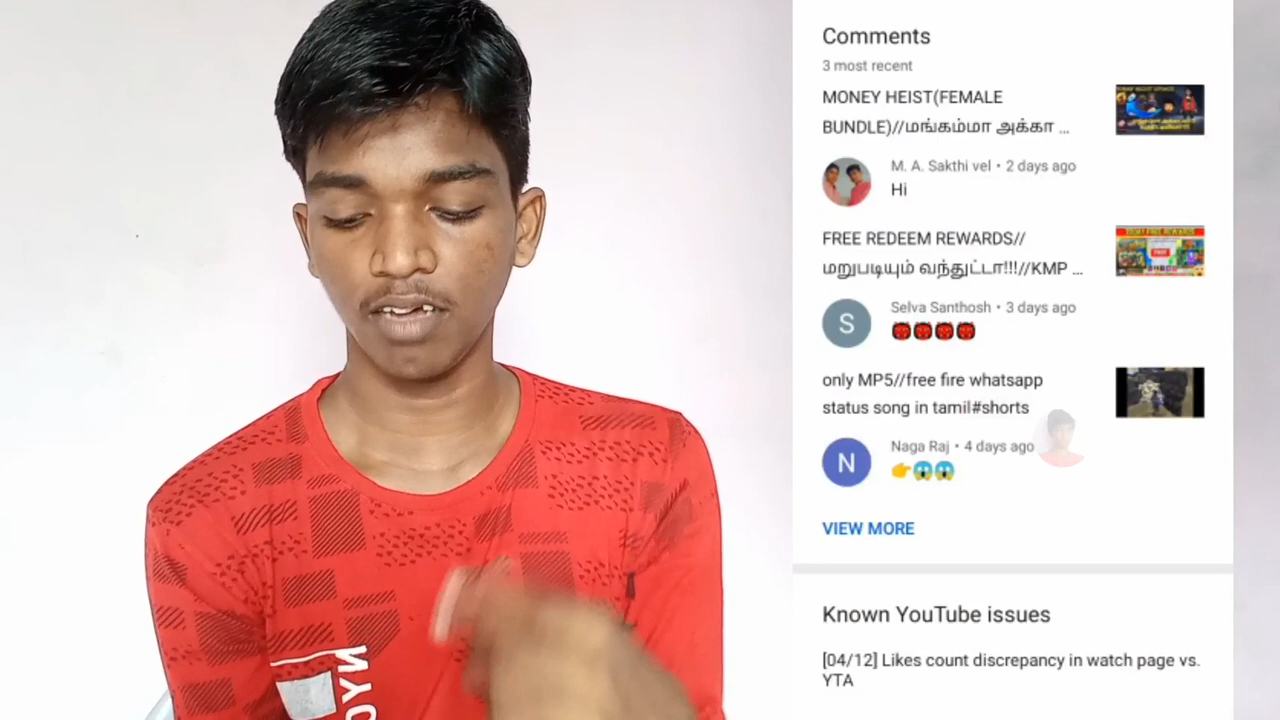 Comments
3 most recent
MONEY HEIST(FEMALE
BUNDLE)//மங்கம்மா அக்கா ...
M. A. Sakthi vel • 2 days ago
Hi
FREE REDEEM REWARDS//
மறுபடியும் வந்துட்டா!!!//KMP ...
Selva Santhosh • 3 days ago
S
👹👹👹👹
only MP5//free fire whatsapp
status song in tamil#shorts
Naga Raj • 4 days ago
N
👉😱😱
VIEW MORE
Known YouTube issues
[04/12] Likes count discrepancy in watch page vs.
YTA